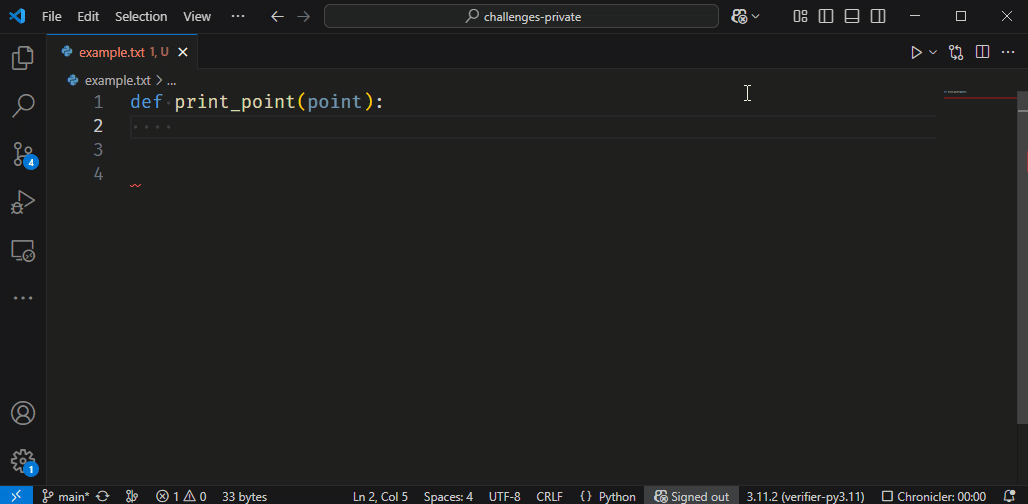 File Edit Selection View ··· challenges-private
example.txt 1, U
example.txt > ...
1 def print_point(point):
2
3
4
4
1
main* 1 0 33 bytes Ln 2, Col 5 Spaces: 4 UTF-8 CRLF { } Python Signed out 3.11.2 (verifier-py3.11) Chronicler: 00:00